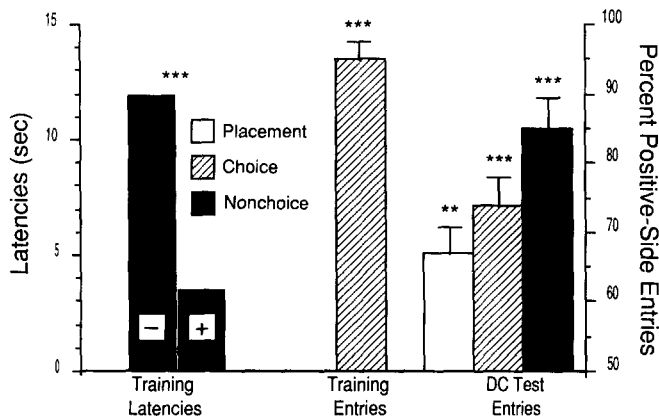 15
10
5
0
Latencies (sec)
***
− +
Placement
Choice
Nonchoice
***
**
***
***
100
90
80
70
60
50
Percent Positive-Side Entries
Training
Latencies
Training
Entries
DC Test
Entries